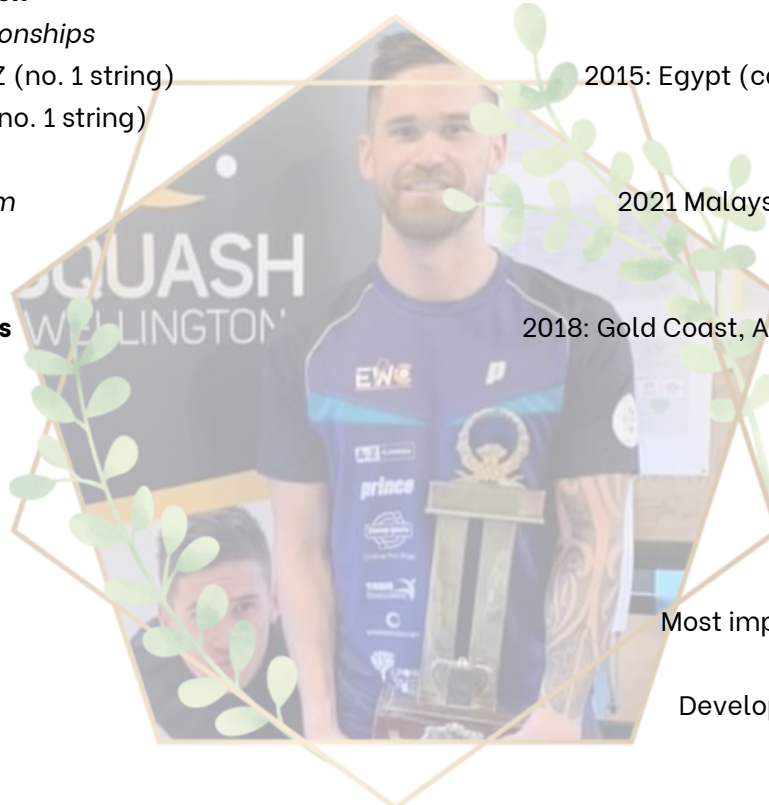 onships
Z (no. 1 string)
2015: Egypt (co
no. 1 string)
m
2021 Malays
SQUASH
WELLINGTON
s
2018: Gold Coast, A
EWC
P
A-Z
prince
Most imp
Develop